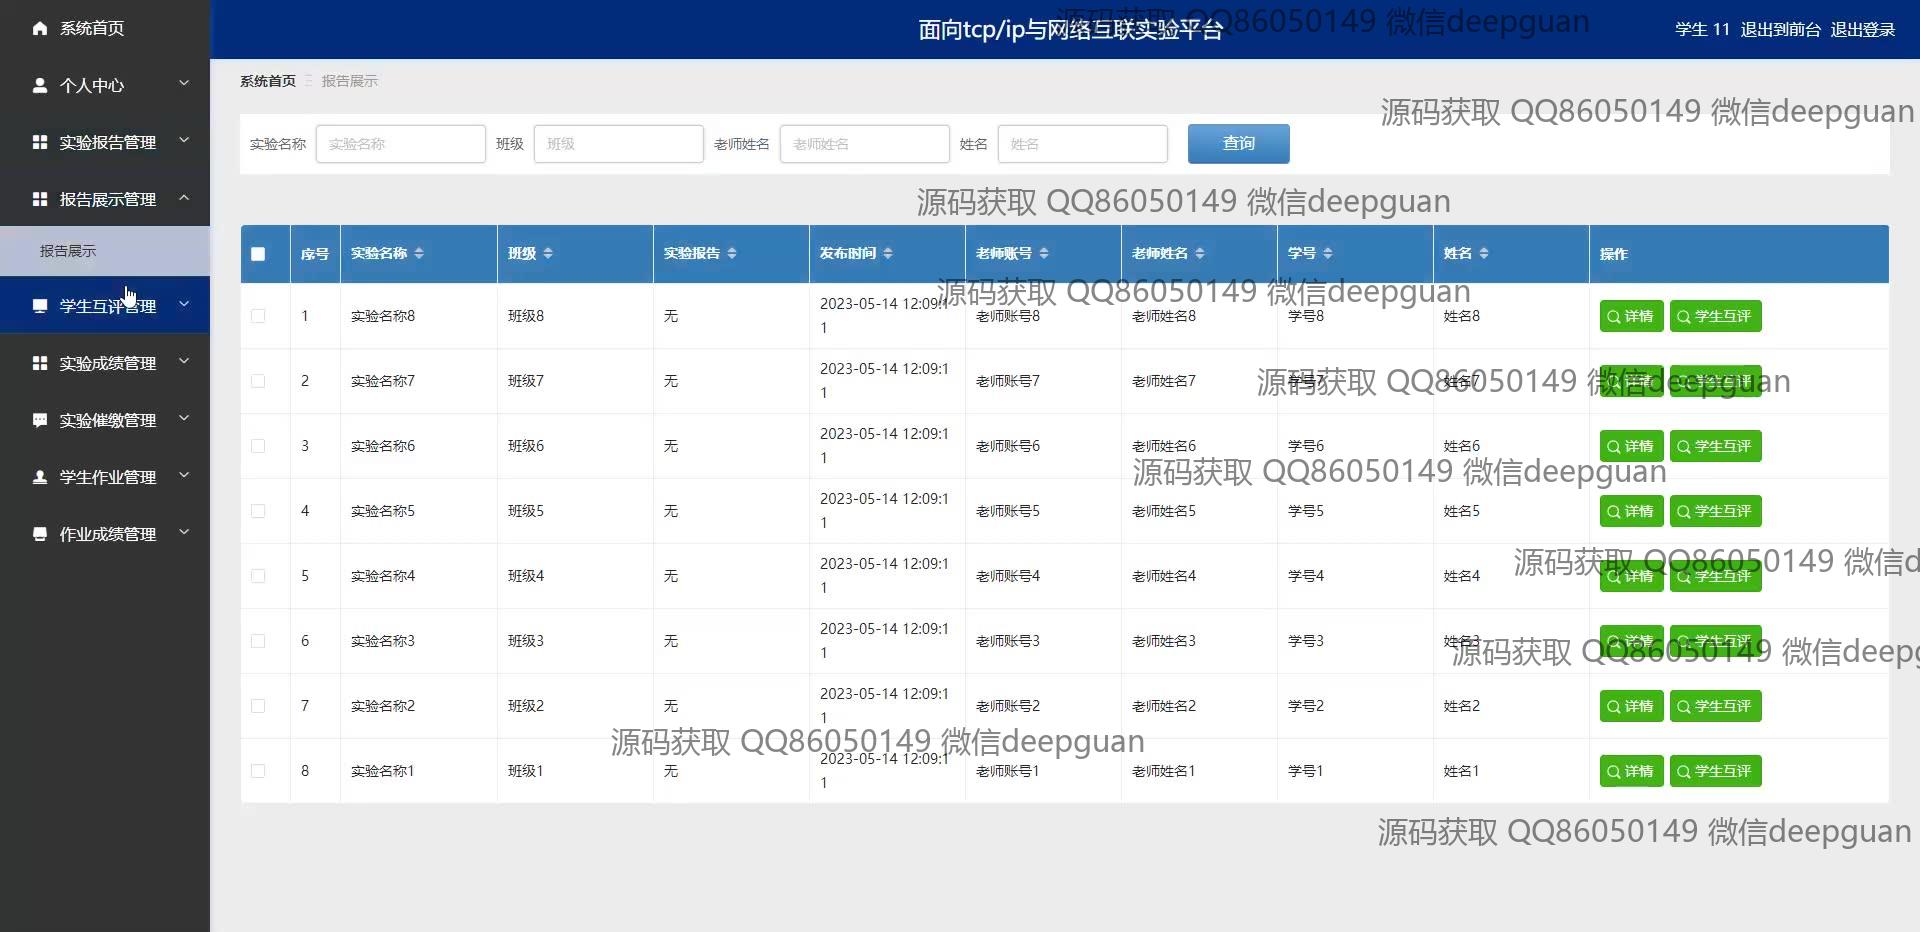 系统首页
个人中心
实验报告管理
报告展示管理
报告展示
学生互评管理
实验成绩管理
实验催缴管理
学生作业管理
作业成绩管理
面向tcp/ip与网络互联实验平台
源码获取 QQ86050149 微信deepguan
学生 11 退出到前台 退出登录
系统首页 报告展示
源码获取 QQ86050149 微信deepguan
实验名称 实验名称 班级 班级 老师姓名 老师姓名 姓名 姓名 查询
源码获取 QQ86050149 微信deepguan
序号 实验名称 班级 实验报告 发布时间 老师账号 老师姓名 学号 姓名 操作
源码获取 QQ86050149 微信deepguan
1 实验名称8 班级8 无 2023-05-14 12:09:11 老师账号8 老师姓名8 学号8 姓名8 详情 学生互评
2 实验名称7 班级7 无 2023-05-14 12:09:11 老师账号7 老师姓名7 学号7 姓名7 详情 学生互评
源码获取 QQ86050149 微信deepguan
3 实验名称6 班级6 无 2023-05-14 12:09:11 老师账号6 老师姓名6 学号6 姓名6 详情 学生互评
源码获取 QQ86050149 微信deepguan
4 实验名称5 班级5 无 2023-05-14 12:09:11 老师账号5 老师姓名5 学号5 姓名5 详情 学生互评
源码获取 QQ86050149 微信d
5 实验名称4 班级4 无 2023-05-14 12:09:11 老师账号4 老师姓名4 学号4 姓名4 详情 学生互评
6 实验名称3 班级3 无 2023-05-14 12:09:11 老师账号3 老师姓名3 学号3 姓名3 详情 学生互评
源码获取 QQ86050149 微信deepg
7 实验名称2 班级2 无 2023-05-14 12:09:11 老师账号2 老师姓名2 学号2 姓名2 详情 学生互评
源码获取 QQ86050149 微信deepguan
8 实验名称1 班级1 无 2023-05-14 12:09:11 老师账号1 老师姓名1 学号1 姓名1 详情 学生互评
源码获取 QQ86050149 微信deepguan